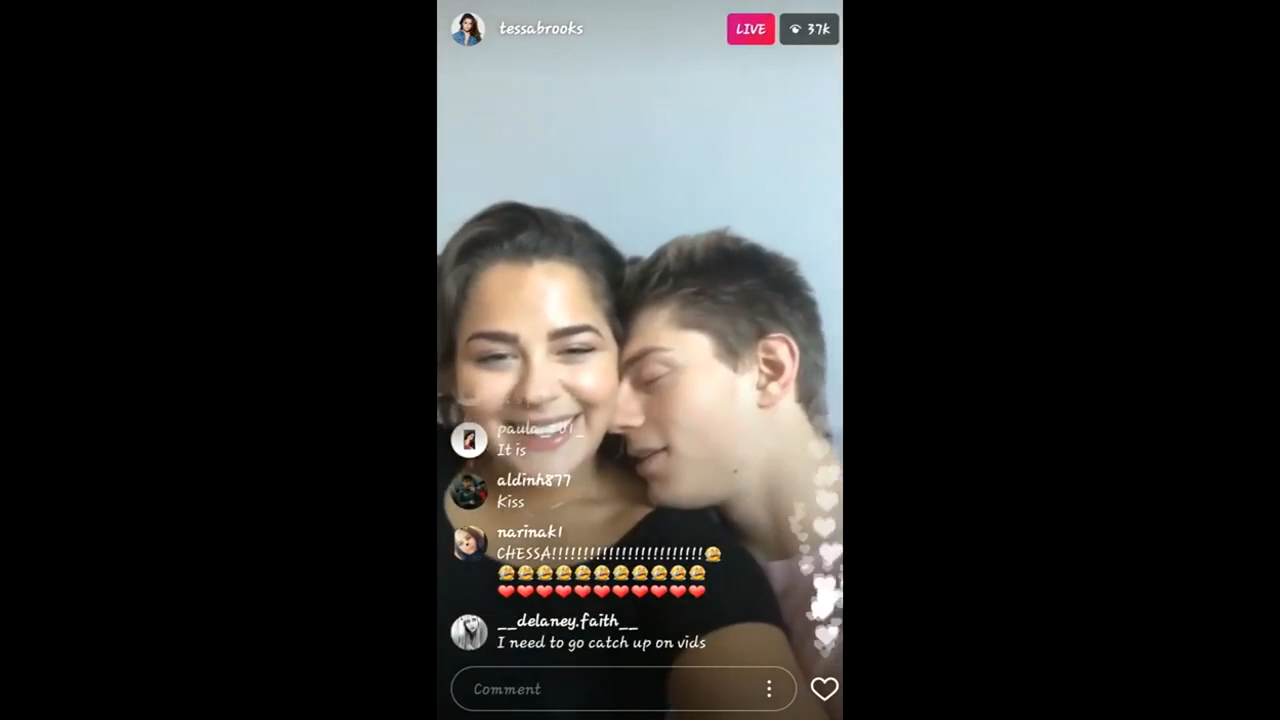 tessabrooks
LIVE
37k
It is
aldinh877
Kiss
narinak1
CHESSA!!!!!!!!!!!!!!!!!!!!!!!!
__delaney.faith__
I need to go catch up on vids
Comment